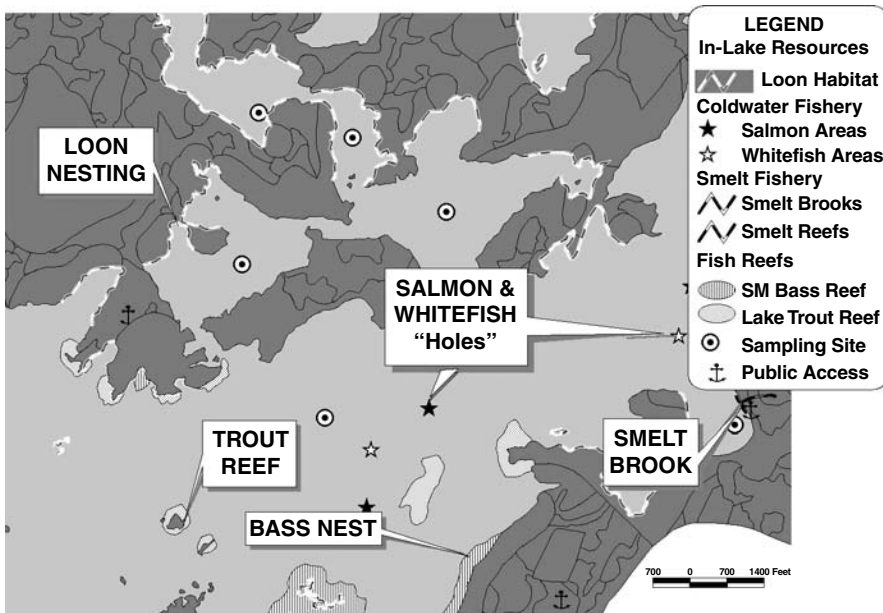 LEGEND
In-Lake Resources
Loon Habitat
Coldwater Fishery
Salmon Areas
Whitefish Areas
Smelt Fishery
Smelt Brooks
Smelt Reefs
Fish Reefs
SM Bass Reef
Lake Trout Reef
Sampling Site
Public Access
LOON
NESTING
SALMON &
WHITEFISH
“Holes”
TROUT
REEF
SMELT
BROOK
BASS NEST
700 0 700 1400 Feet